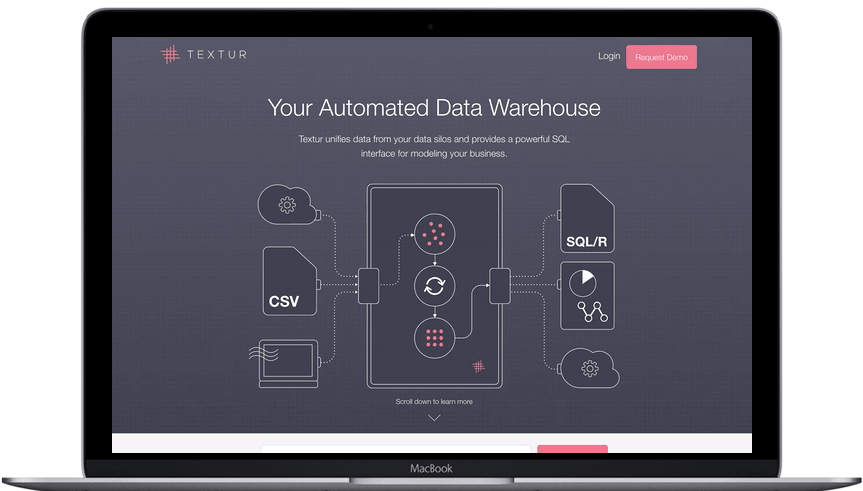 TEXTUR
Login
Request Demo
Your Automated Data Warehouse
Textur unifies data from your data silos and provides a powerful SQL
interface for modeling your business.
SQL/R
CSV
Scroll down to learn more
MacBook